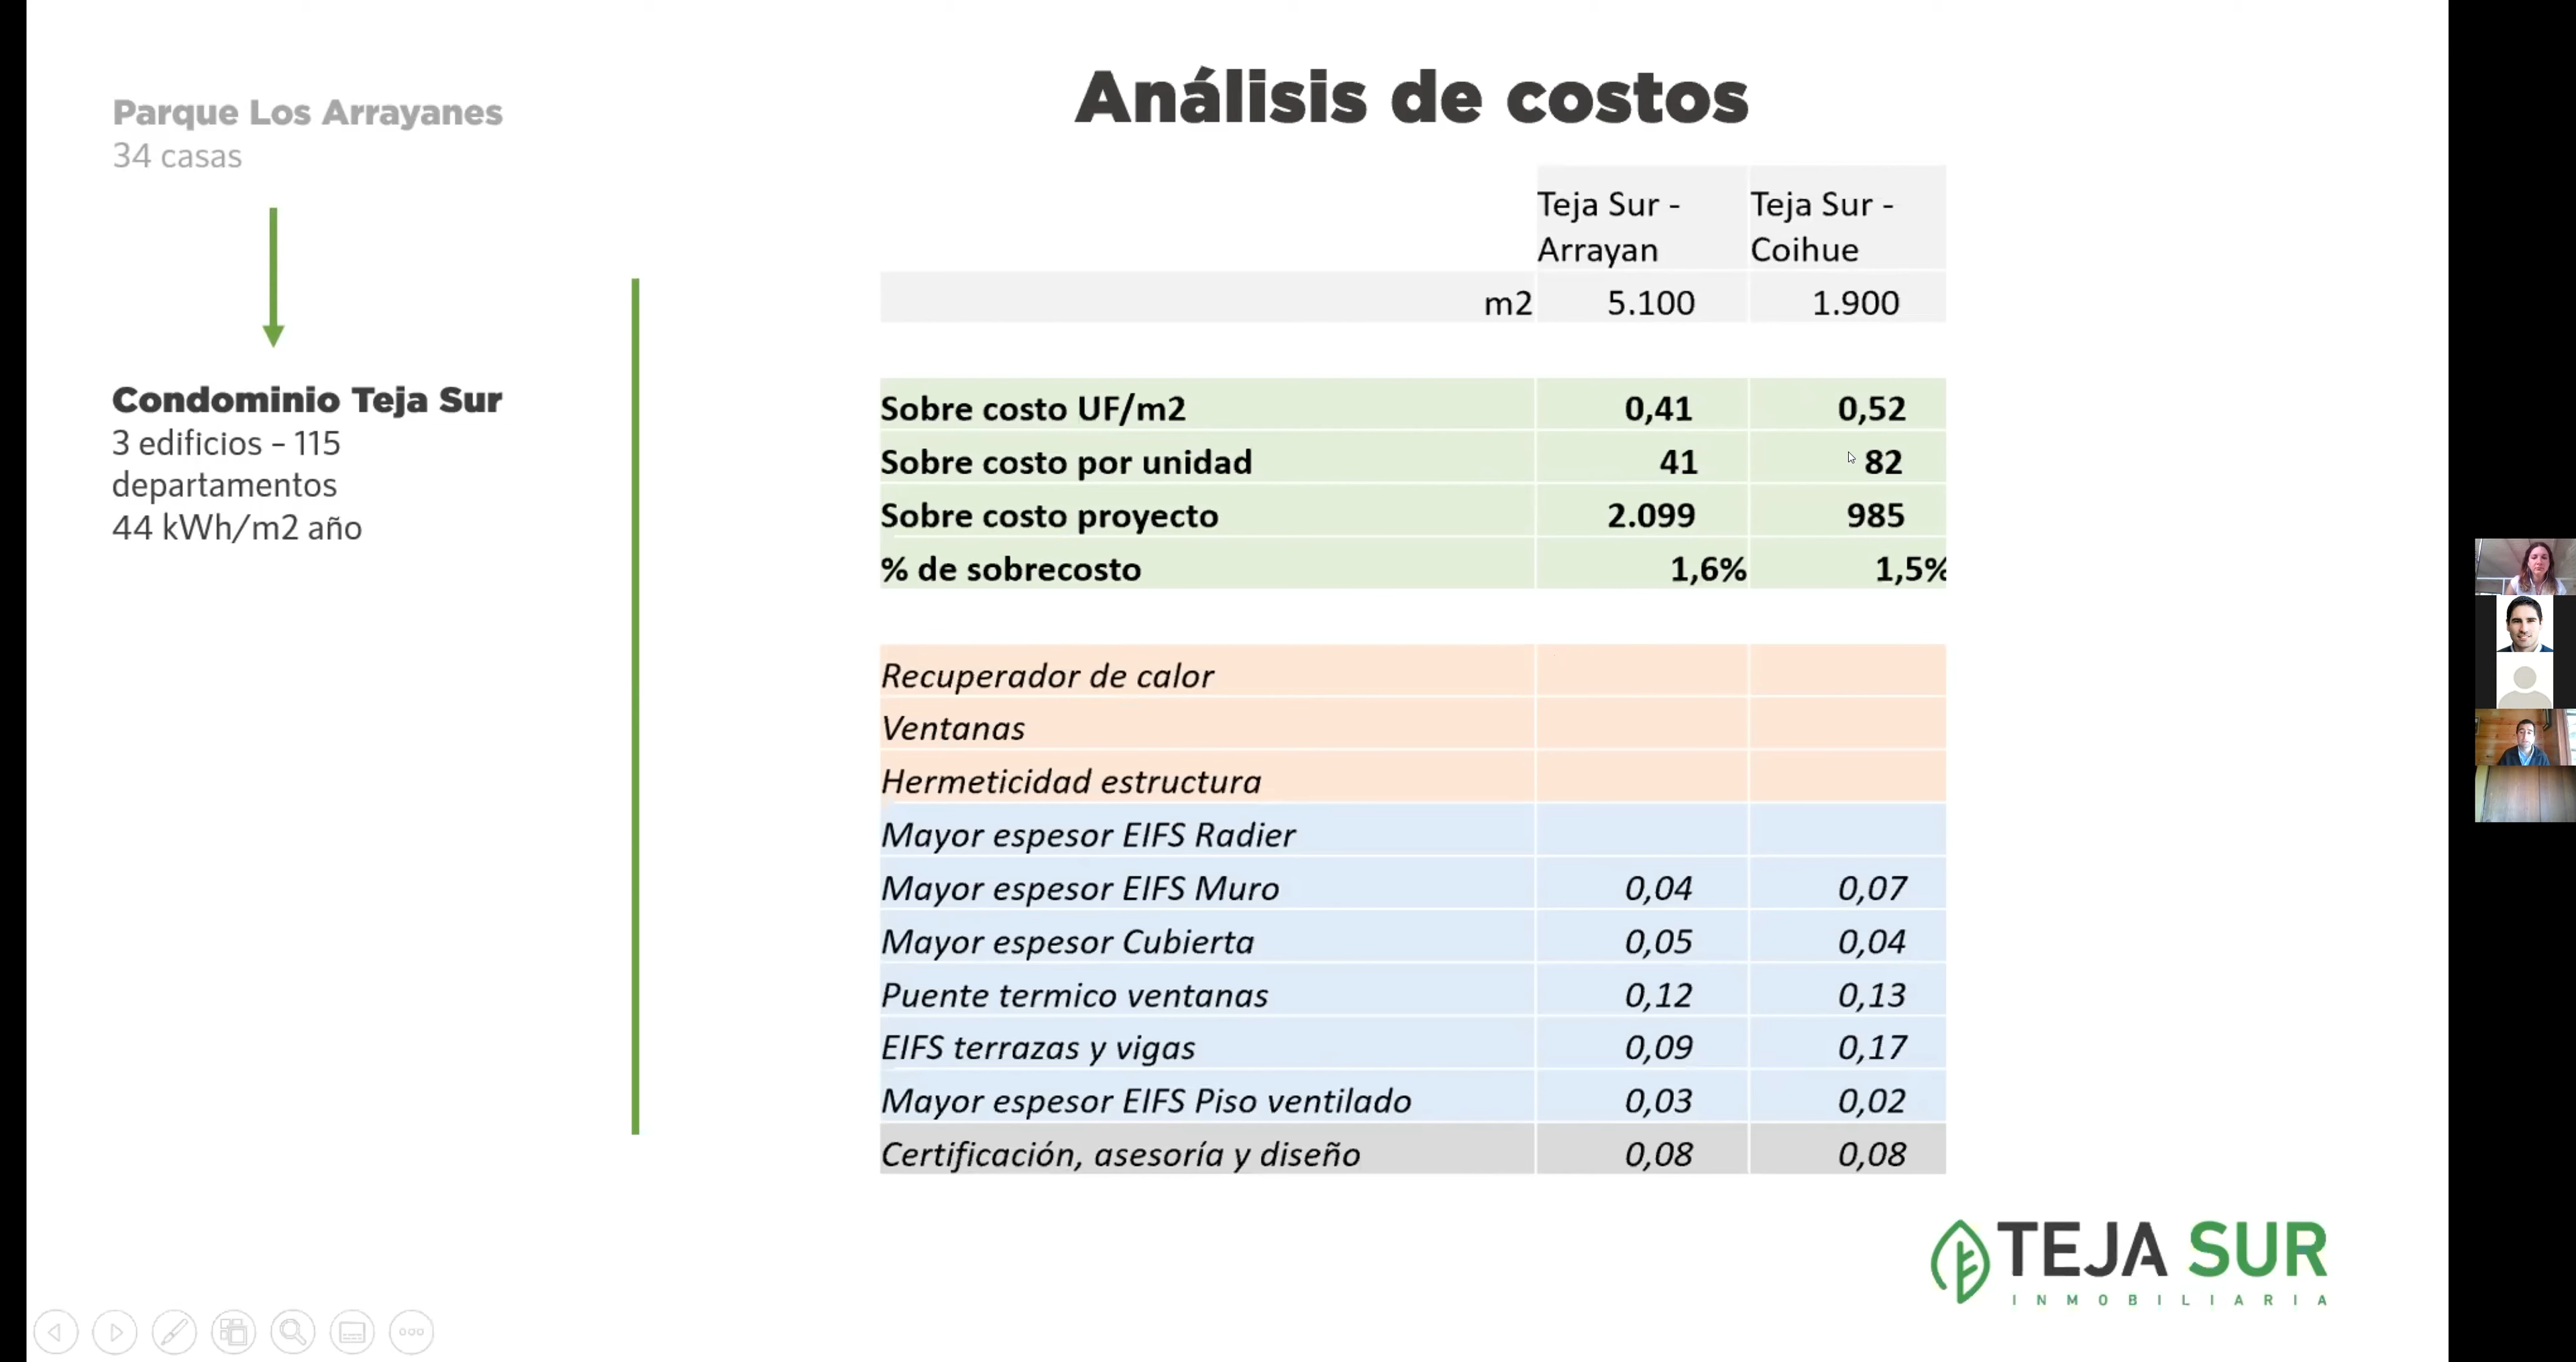 Análisis de costos
Parque Los Arrayanes
34 casas
Condominio Teja Sur
3 edificios – 115
departamentos
44 kWh/m2 año
Teja Sur - Teja Sur -
Arrayan Coihue
m2 5.100 1.900
Sobre costo UF/m2 0,41 0,52
Sobre costo por unidad 41 82
Sobre costo proyecto 2.099 985
% de sobrecosto 1,6% 1,5%
Recuperador de calor
Ventanas
Hermeticidad estructura
Mayor espesor EIFS Radier
Mayor espesor EIFS Muro 0,04 0,07
Mayor espesor Cubierta 0,05 0,04
Puente termico ventanas 0,12 0,13
EIFS terrazas y vigas 0,09 0,17
Mayor espesor EIFS Piso ventilado 0,03 0,02
Certificación, asesoría y diseño 0,08 0,08
TEJA SUR
INMOBILIARIA